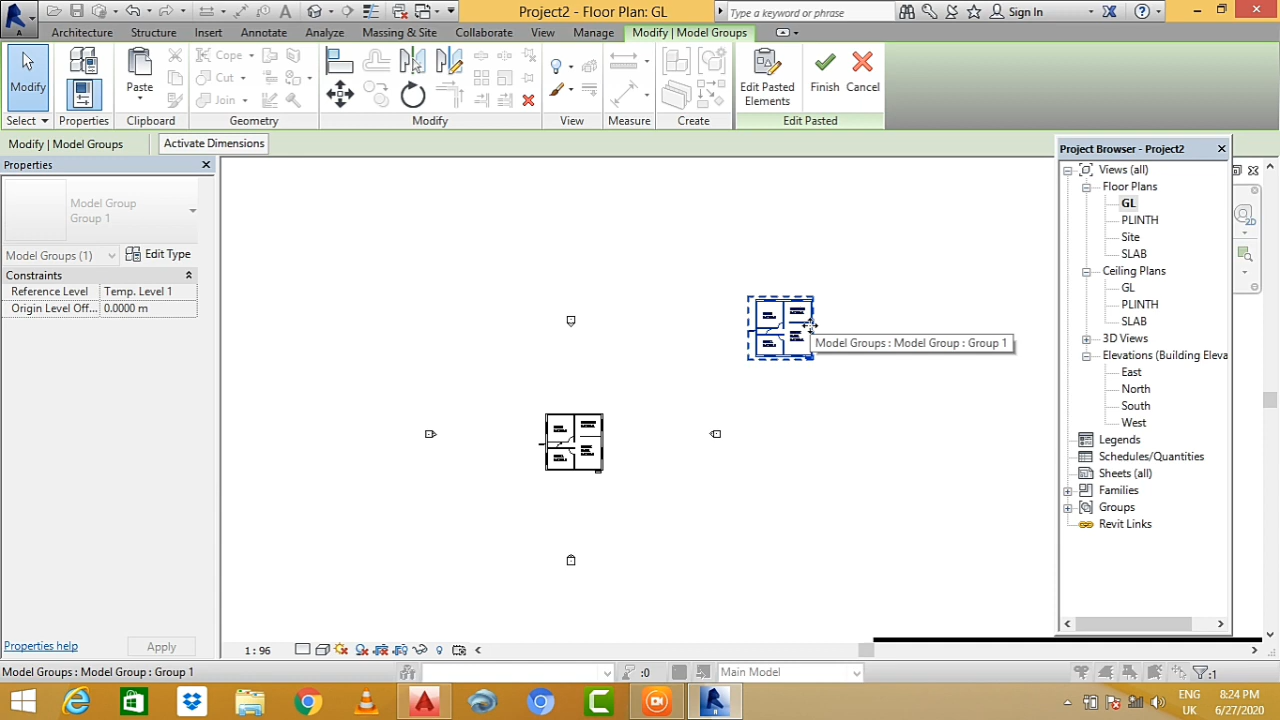 Project2 - Floor Plan: GL
Type a keyword or phrase
Sign In
Architecture Structure Insert Annotate Analyze Massing & Site Collaborate View Manage Modify | Model Groups
Modify
Paste
Cope
Cut
Join
Edit Pasted Elements
Finish
Cancel
Select Properties Clipboard Geometry Modify View Measure Create Edit Pasted
Modify | Model Groups
Activate Dimensions
Properties
Model Group
Group 1
Model Groups (1)
Edit Type
Constraints
Reference Level Temp. Level 1
Origin Level Off... 0.0000 m
Properties help
Apply
Model Groups : Model Group : Group 1
Project Browser - Project2
Views (all)
Floor Plans
GL
PLINTH
Site
SLAB
Ceiling Plans
GL
PLINTH
SLAB
3D Views
Elevations (Building Eleva
East
North
South
West
Legends
Schedules/Quantities
Sheets (all)
Families
Groups
Revit Links
2D
1 : 96
Model Groups : Model Group : Group 1
:0
Main Model
:1
ENG
UK
8:24 PM
6/27/2020